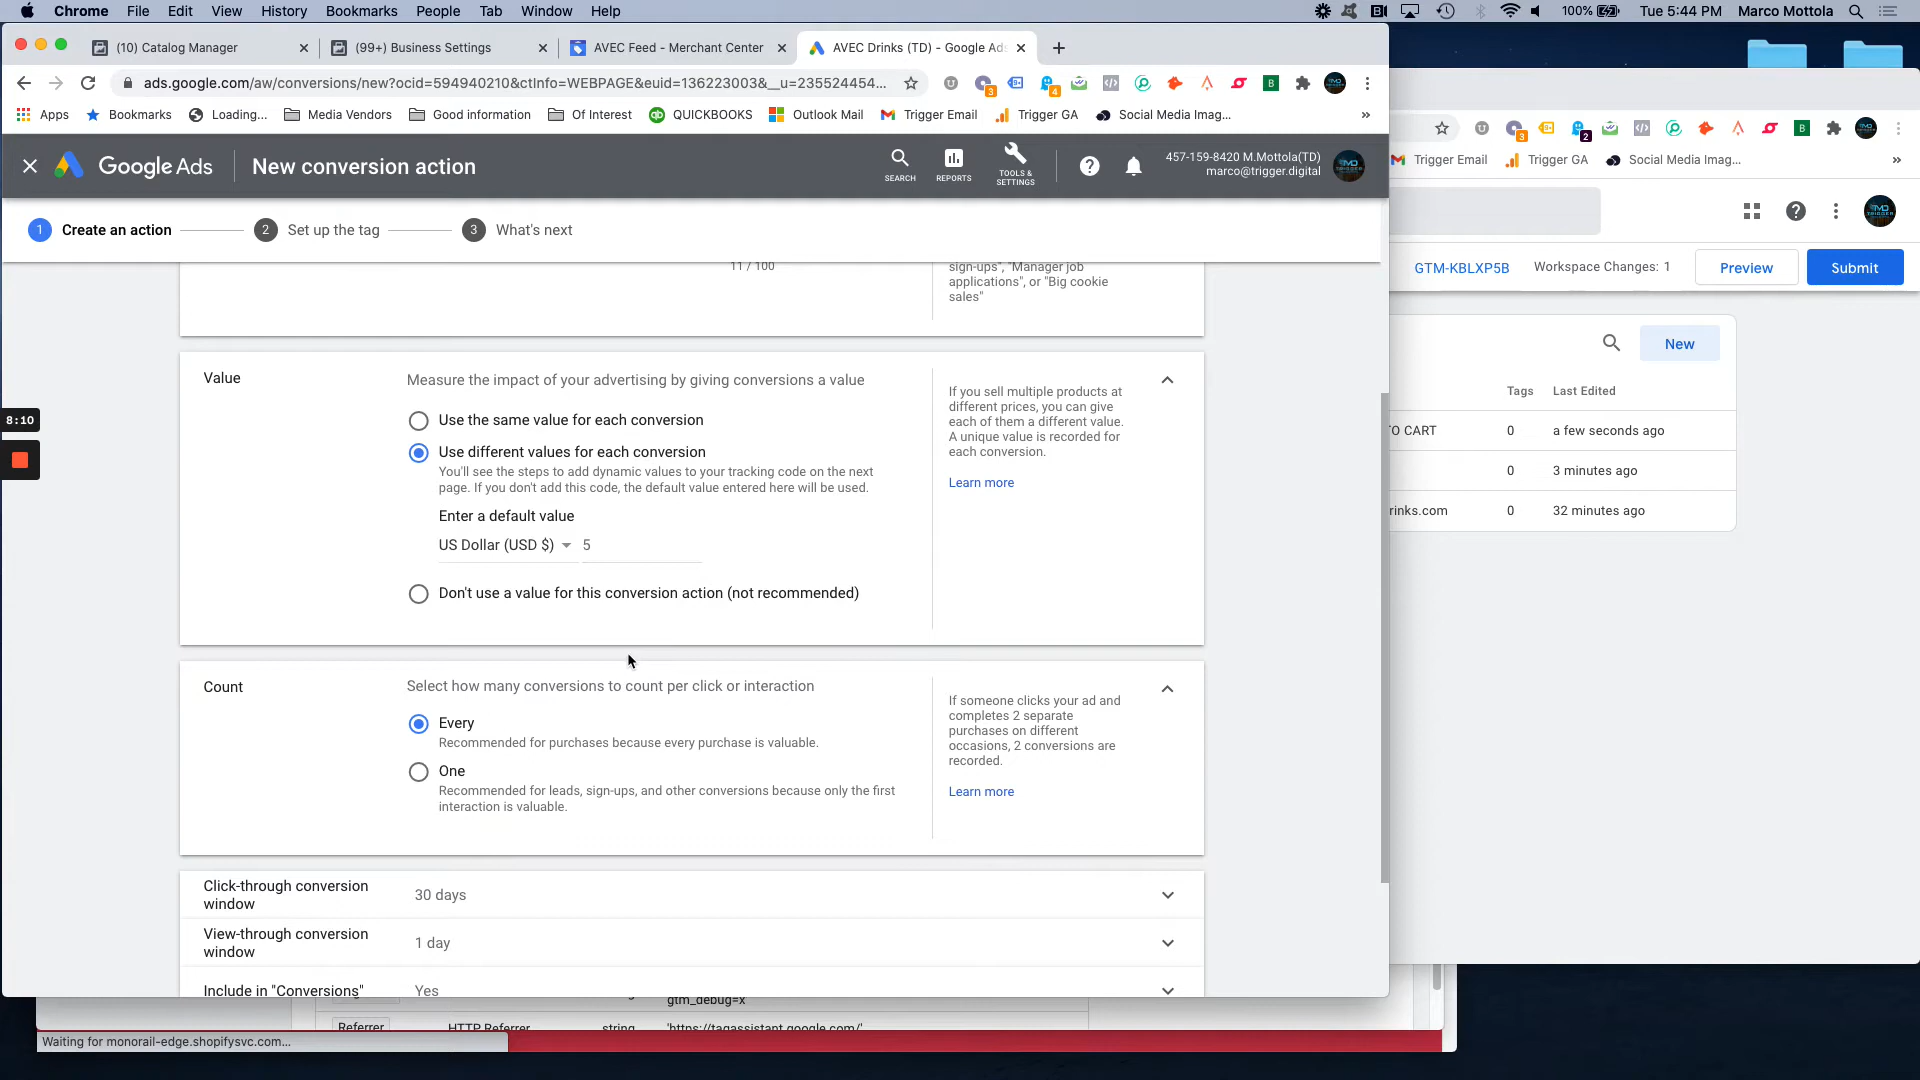 Chrome File Edit View History Bookmarks People Tab Window Help
100% Tue 5:44 PM Marco Mottola
(10) Catalog Manager
(99+) Business Settings
AVEC Feed - Merchant Center
AVEC Drinks (TD) - Google Ads
ads.google.com/aw/conversions/new?ocid=594940210&ctInfo=WEBPAGE&euid=136223003&__u=235524454...
3
4
Apps Bookmarks Loading... Media Vendors Good information Of Interest QUICKBOOKS Outlook Mail Trigger Email Trigger GA Social Media Imag... »
3
2
Trigger Email Trigger GA Social Media Imag... »
Google Ads New conversion action
SEARCH
REPORTS
TOOLS &
SETTINGS
457-159-8420 M.Mottola(TD)
marco@trigger.digital
1 Create an action 2 Set up the tag 3 What's next
11 / 100
sign-ups", "Manager job
applications", or "Big cookie
sales"
Value
Measure the impact of your advertising by giving conversions a value
Use the same value for each conversion
Use different values for each conversion
You'll see the steps to add dynamic values to your tracking code on the next
page. If you don't add this code, the default value entered here will be used.
Enter a default value
US Dollar (USD $) 5
Don't use a value for this conversion action (not recommended)
If you sell multiple products at
different prices, you can give
each of them a different value.
A unique value is recorded for
each conversion.
Learn more
Count
Select how many conversions to count per click or interaction
Every
Recommended for purchases because every purchase is valuable.
One
Recommended for leads, sign-ups, and other conversions because only the first
interaction is valuable.
If someone clicks your ad and
completes 2 separate
purchases on different
occasions, 2 conversions are
recorded.
Learn more
Click-through conversion
window
30 days
View-through conversion
window
1 day
Include in "Conversions"
Yes
8:10
GTM-KBLXP5B Workspace Changes: 1 Preview Submit
New
Tags Last Edited
TO CART 0 a few seconds ago
0 3 minutes ago
rinks.com 0 32 minutes ago
gtm_debug=x
Referrer HTTP Referrer string 'https://tagassistant.google.com/'
Waiting for monorail-edge.shopifysvc.com...